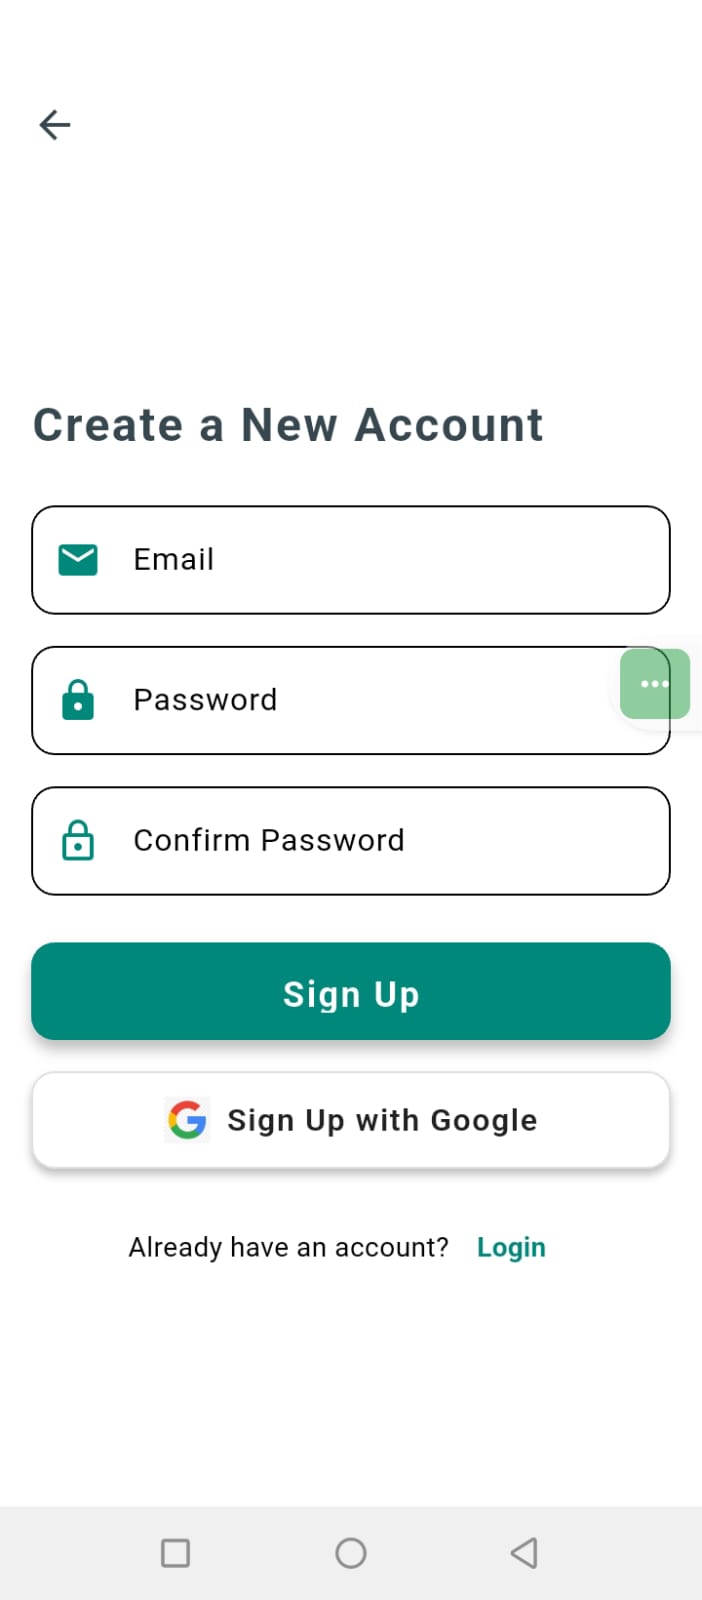 Create a New Account
Email
Password
Confirm Password
Sign Up
Sign Up with Google
Already have an account? Login